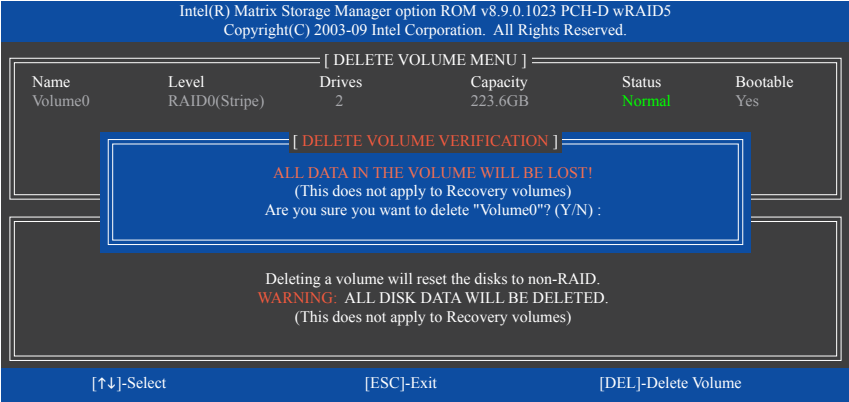 Intel(R) Matrix Storage Manager option ROM v8.9.0.1023 PCH-D wRAID5
Copyright(C) 2003-09 Intel Corporation.  All Rights Reserved.
[ DELETE VOLUME MENU ]
Name Level Drives Capacity Status Bootable
Volume0 RAID0(Stripe) 2 223.6GB Normal Yes
[ DELETE VOLUME VERIFICATION ]
ALL DATA IN THE VOLUME WILL BE LOST!
(This does not apply to Recovery volumes)
Are you sure you want to delete "Volume0"? (Y/N) :
Deleting a volume will reset the disks to non-RAID.
WARNING:  ALL DISK DATA WILL BE DELETED.
(This does not apply to Recovery volumes)
[↑↓]-Select [ESC]-Exit [DEL]-Delete Volume